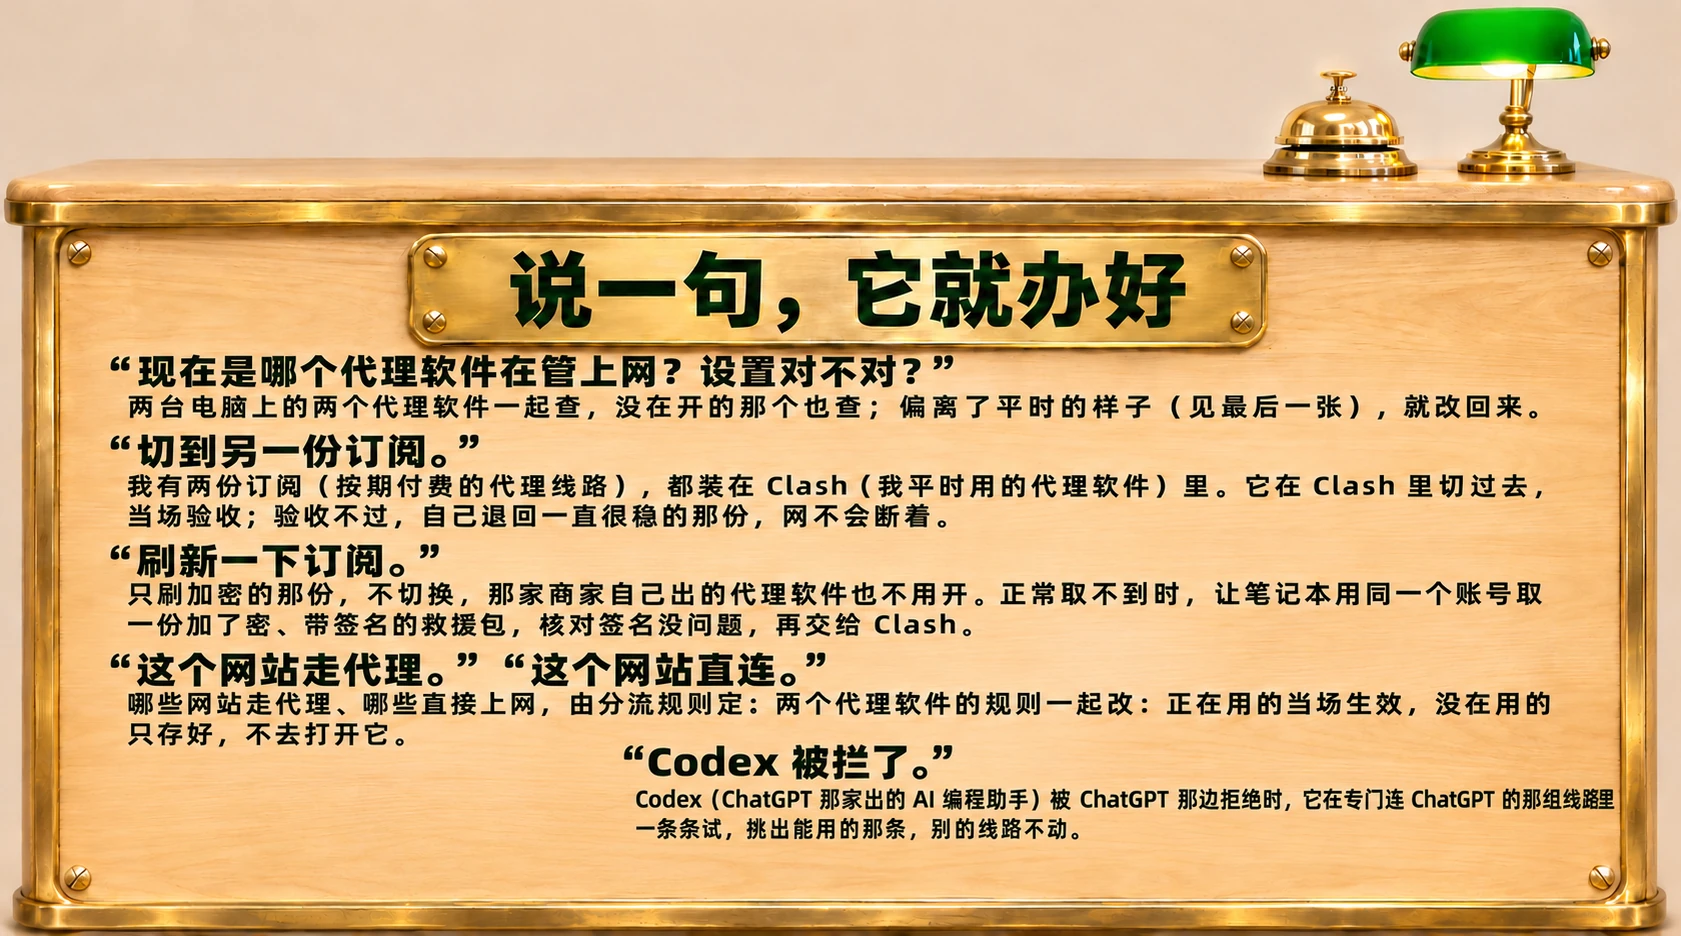 说一句，它就办好
“现在是哪个代理软件在管上网？设置对不对？”
两台电脑上的两个代理软件一起查，没在开的那个也查；偏离了平时的样子（见最后一张），就改回来。
“切到另一份订阅。”
我有两份订阅（按期付费的代理线路），都装在 Clash（我平时用的代理软件）里。它在 Clash 里切过去，
当场验收；验收不过，自己退回一直很稳的那份，网不会断着。
“刷新一下订阅。”
只刷加密的那份，不切换，那家商家自己出的代理软件也不用开。正常取不到时，让笔记本用同一个账号取
一份加了密、带签名的救援包，核对签名没问题，再交给 Clash。
“这个网站走代理。”“这个网站直连。”
哪些网站走代理、哪些直接上网，由分流规则定：两个代理软件的规则一起改：正在用的当场生效，没在用的
只存好，不去打开它。
“Codex 被拦了。”
Codex（ChatGPT 那家出的 AI 编程助手）被 ChatGPT 那边拒绝时，它在专门连 ChatGPT 的那组线路里
一条条试，挑出能用的那条，别的线路不动。